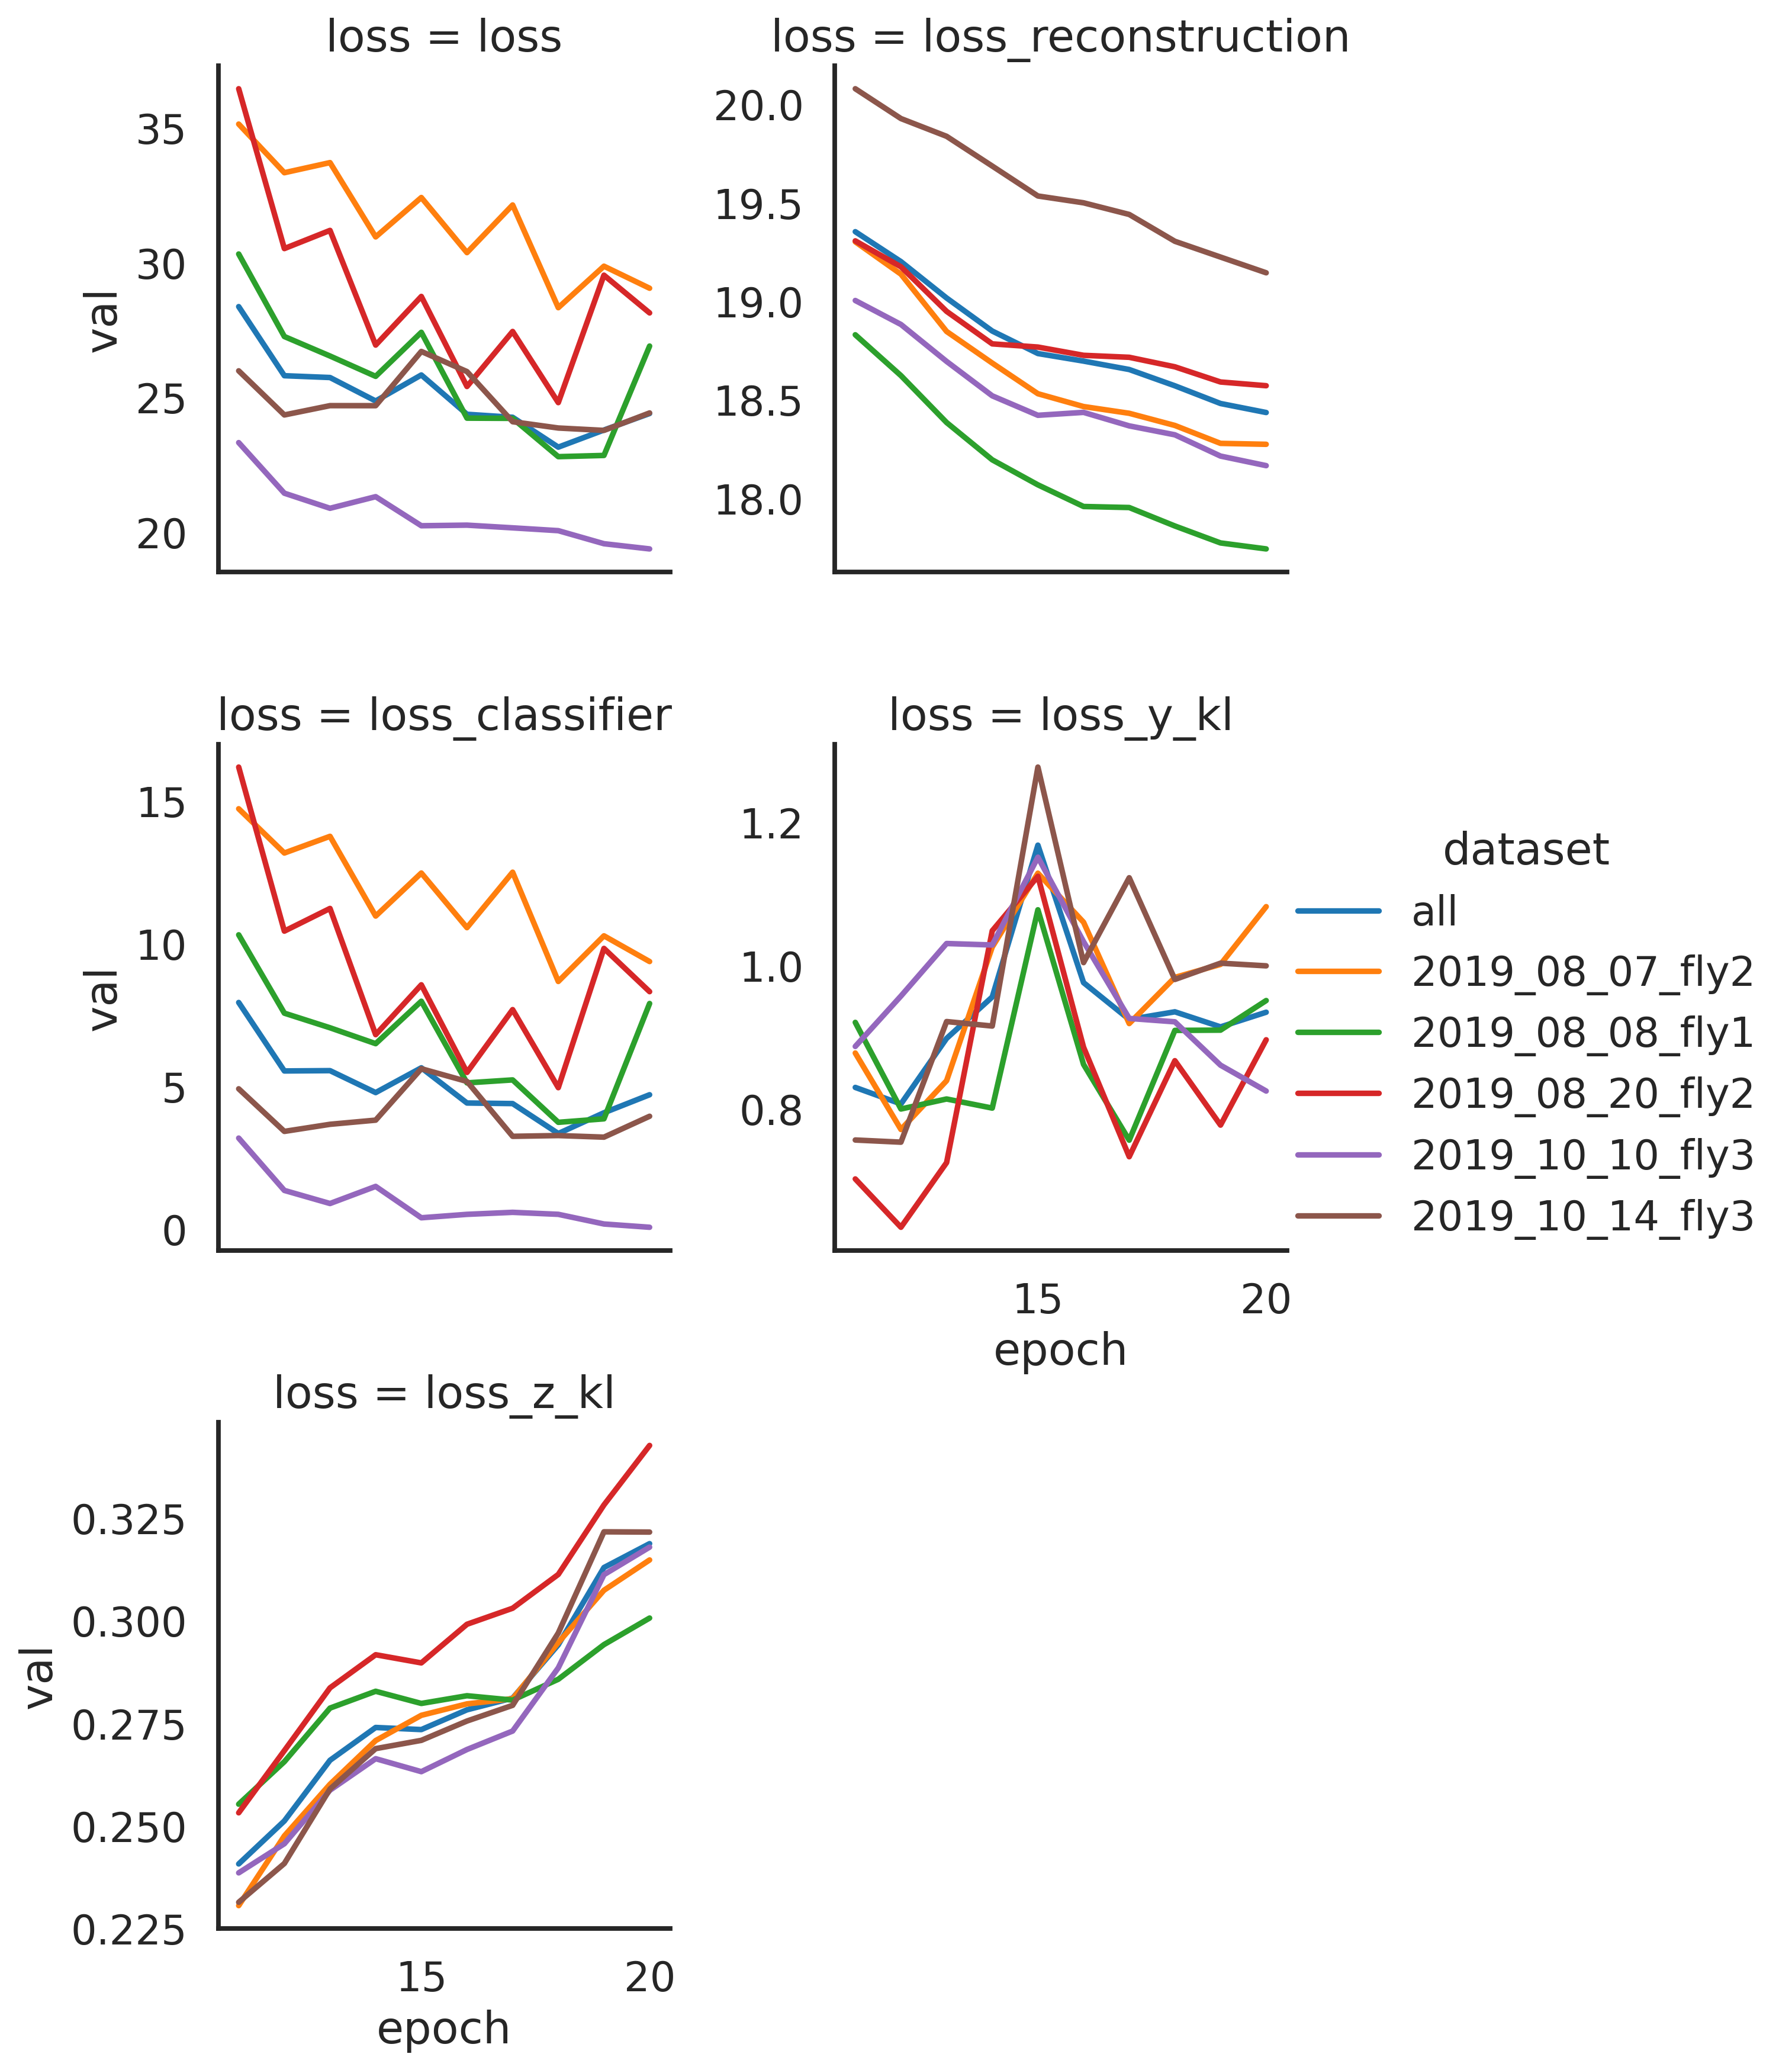 loss = loss
loss = loss_reconstruction
35
30
25
20
val
20.0
19.5
19.0
18.5
18.0
loss = loss_classifier
loss = loss_y_kl
15
10
5
0
val
1.2
1.0
0.8
15
20
epoch
dataset
all
2019_08_07_fly2
2019_08_08_fly1
2019_08_20_fly2
2019_10_10_fly3
2019_10_14_fly3
loss = loss_z_kl
0.325
0.300
0.275
0.250
0.225
val
15
20
epoch